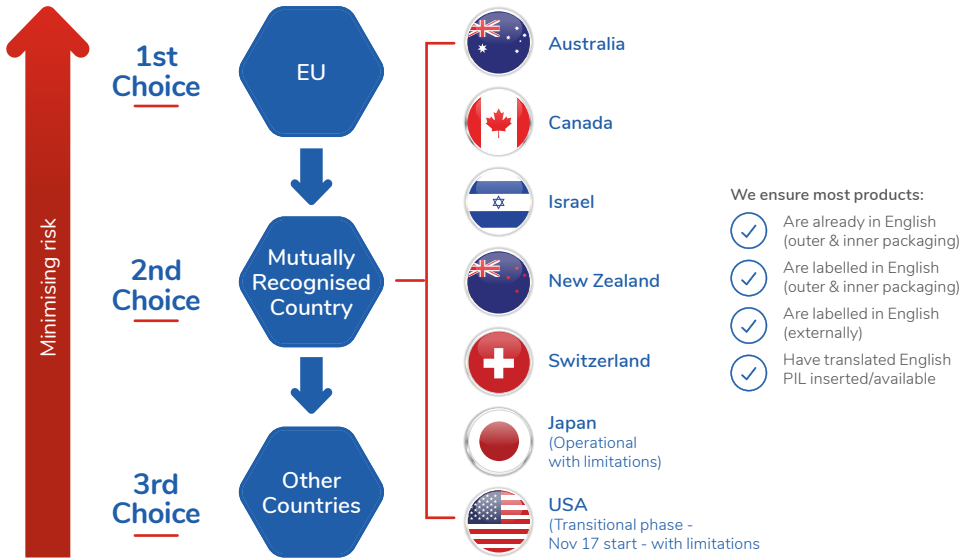 Minimising risk
1st
Choice
EU
2nd
Choice
Mutually
Recognised
Country
3rd
Choice
Other
Countries
Australia
Canada
Israel
New Zealand
Switzerland
Japan
(Operational
with limitations)
USA
(Transitional phase -
Nov 17 start - with limitations
We ensure most products:
Are already in English
(outer & inner packaging)
Are labelled in English
(outer & inner packaging)
Are labelled in English
(externally)
Have translated English
PIL inserted/available